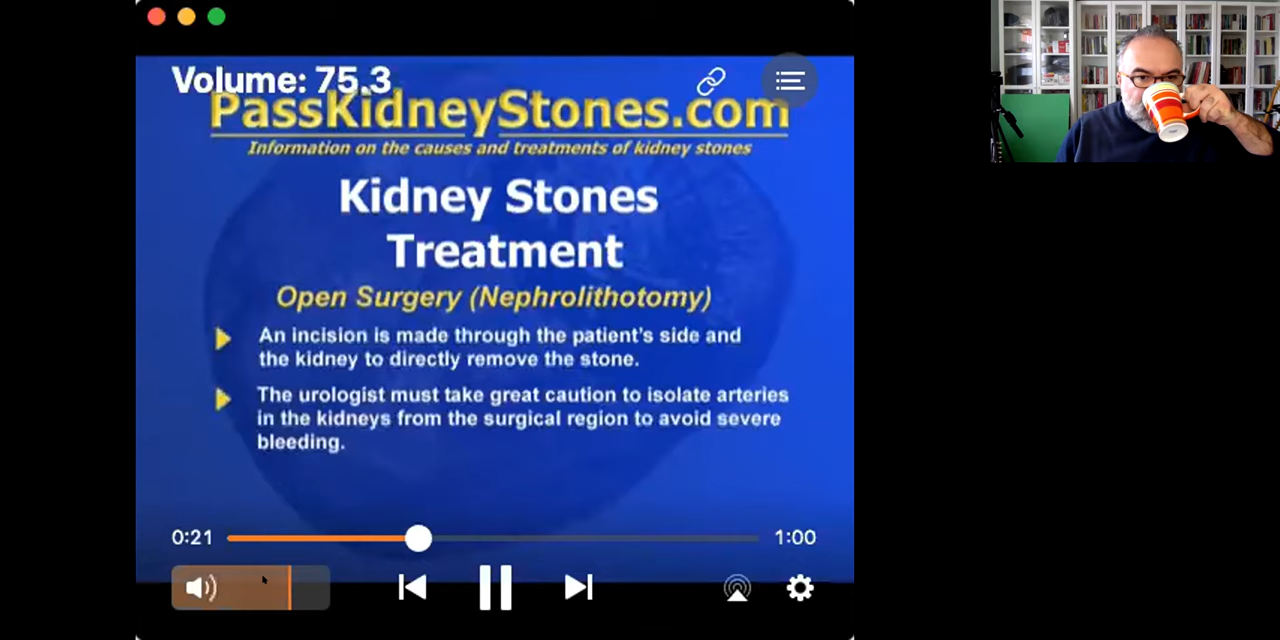 Volume: 75.3
PassKidneyStones.com
Information on the causes and treatments of kidney stones
Kidney Stones
Treatment
Open Surgery (Nephrolithotomy)
An incision is made through the patient's side and
the kidney to directly remove the stone.
The urologist must take great caution to isolate arteries
in the kidneys from the surgical region to avoid severe
bleeding.
0:21
1:00